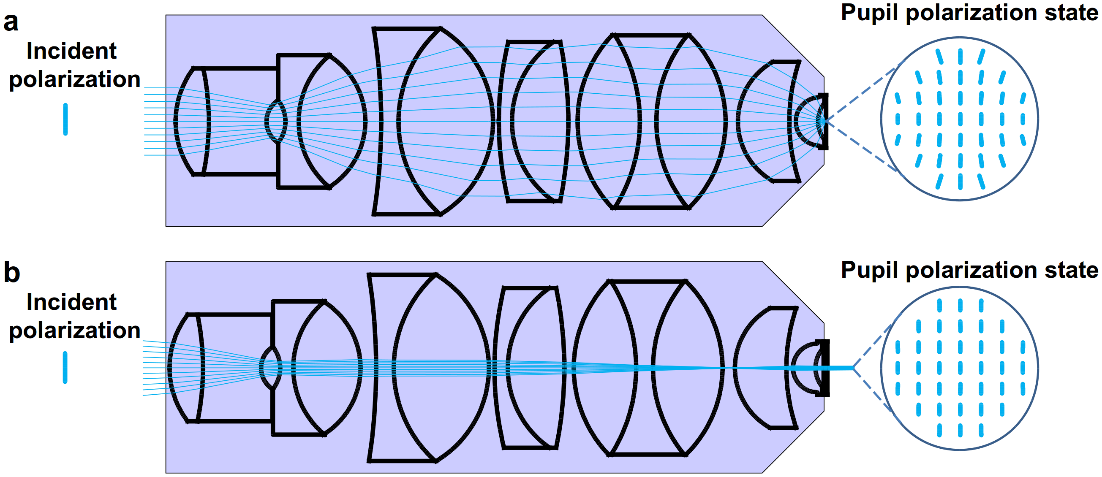 a
Incident
polarization
Pupil polarization state
b
Incident
polarization
Pupil polarization state